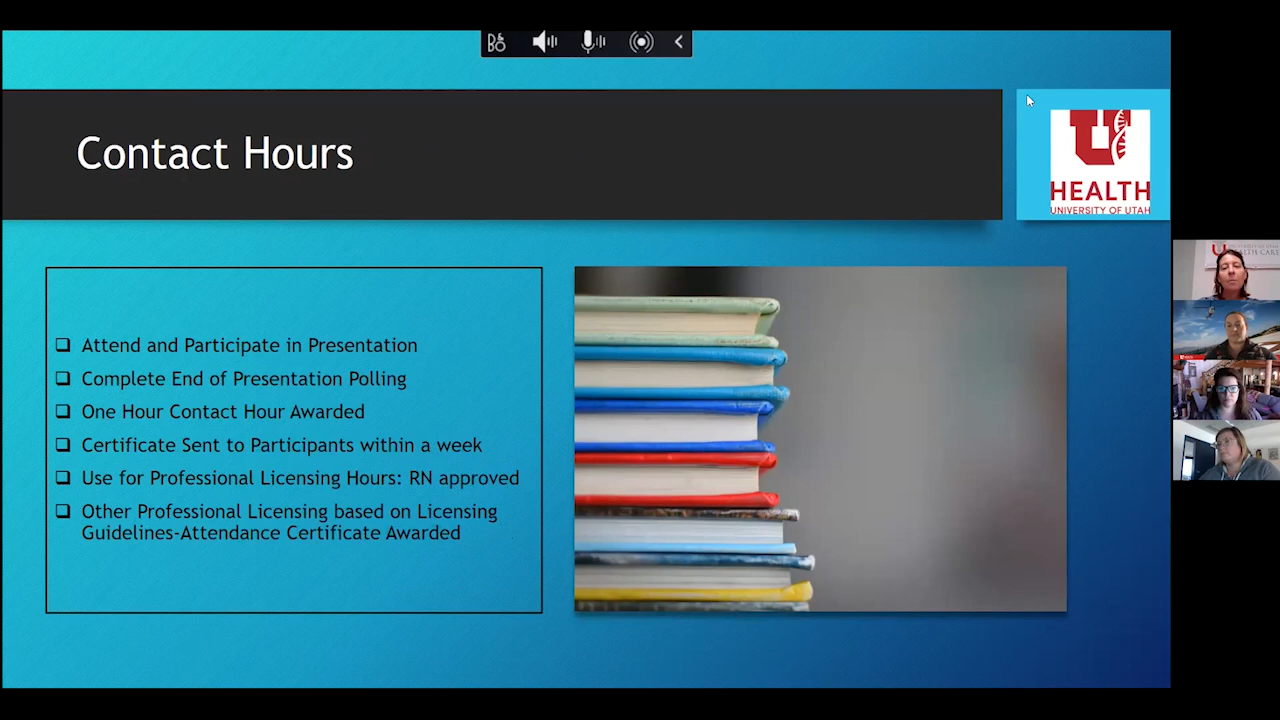 B&O
Contact Hours
U
HEALTH
UNIVERSITY OF UTAH
Attend and Participate in Presentation
Complete End of Presentation Polling
One Hour Contact Hour Awarded
Certificate Sent to Participants within a week
Use for Professional Licensing Hours: RN approved
Other Professional Licensing based on Licensing
Guidelines-Attendance Certificate Awarded